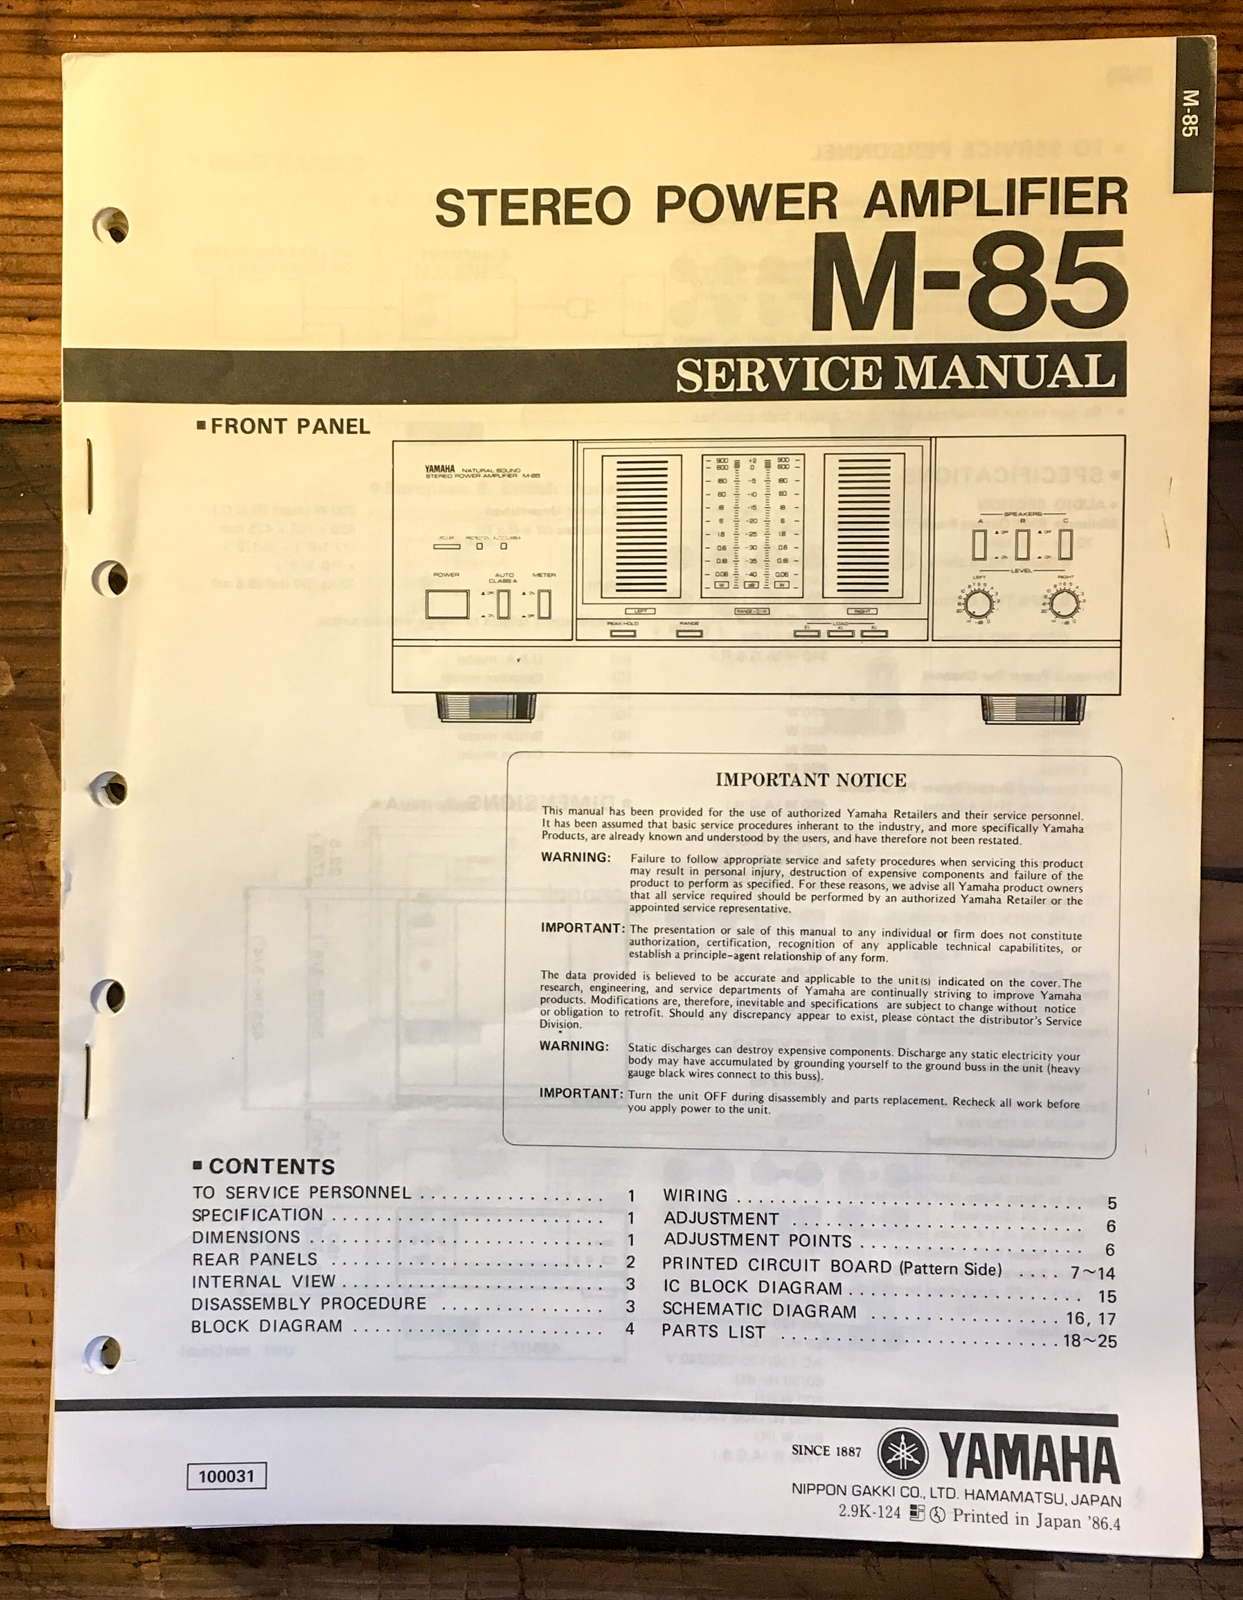 M-85
STEREO POWER AMPLIFIER
M-85
SERVICE MANUAL
■ FRONT PANEL
YAMAHA NATURAL SOUND
STEREO POWER AMPLIFIER M-85
POWER AUTO CLASS A METER
PEAK HOLD RANGE LOAD
LEFT RIGHT
SPEAKERS
A B C
LEVEL
LEFT RIGHT
IMPORTANT NOTICE
This manual has been provided for the use of authorized Yamaha Retailers and their service personnel.
It has been assumed that basic service procedures inherant to the industry, and more specifically Yamaha
Products, are already known and understood by the users, and have therefore not been restated.
WARNING: Failure to follow appropriate service and safety procedures when servicing this product
may result in personal injury, destruction of expensive components and failure of the
product to perform as specified. For these reasons, we advise all Yamaha product owners
that all service required should be performed by an authorized Yamaha Retailer or the
appointed service representative.
IMPORTANT: The presentation or sale of this manual to any individual or firm does not constitute
authorization, certification, recognition of any applicable technical capabilitites, or
establish a principle-agent relationship of any form.
The data provided is believed to be accurate and applicable to the unit(s) indicated on the cover. The
research, engineering, and service departments of Yamaha are continually striving to improve Yamaha
products. Modifications are, therefore, inevitable and specifications are subject to change without notice
or obligation to retrofit. Should any discrepancy appear to exist, please contact the distributor's Service
Division.
WARNING: Static discharges can destroy expensive components. Discharge any static electricity your
body may have accumulated by grounding yourself to the ground buss in the unit (heavy
gauge black wires connect to this buss).
IMPORTANT: Turn the unit OFF during disassembly and parts replacement. Recheck all work before
you apply power to the unit.
■ CONTENTS
TO SERVICE PERSONNEL ................. 1
SPECIFICATION ......................... 1
DIMENSIONS ........................... 1
REAR PANELS .......................... 2
INTERNAL VIEW ........................ 3
DISASSEMBLY PROCEDURE ............... 3
BLOCK DIAGRAM ....................... 4
WIRING ................................ 5
ADJUSTMENT ........................... 6
ADJUSTMENT POINTS .................... 6
PRINTED CIRCUIT BOARD (Pattern Side) .... 7~14
IC BLOCK DIAGRAM ...................... 15
SCHEMATIC DIAGRAM .................. 16, 17
PARTS LIST ......................... 18~25
100031
SINCE 1887 YAMAHA
NIPPON GAKKI CO., LTD. HAMAMATSU, JAPAN
2.9K-124 Printed in Japan '86.4